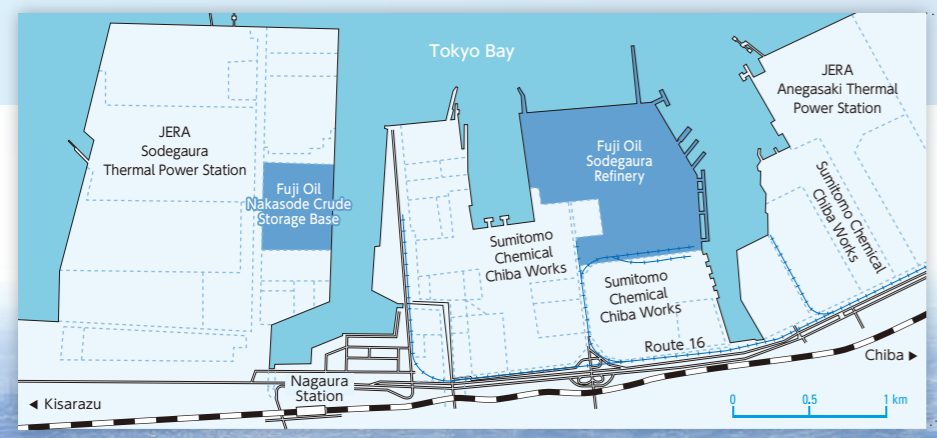 Tokyo Bay
JERA
Sodegaura
Thermal Power Station
Fuji Oil
Nakasode Crude
Storage Base
Fuji Oil
Sodegaura
Refinery
JERA
Anegasaki Thermal
Power Station
Sumitomo Chemical
Chiba Works
Sumitomo
Chemical
Chiba Works
Sumitomo
Chemical
Chiba Works
Route 16
Chiba ▶
Nagaura
Station
◀ Kisarazu
0 0.5 1 km